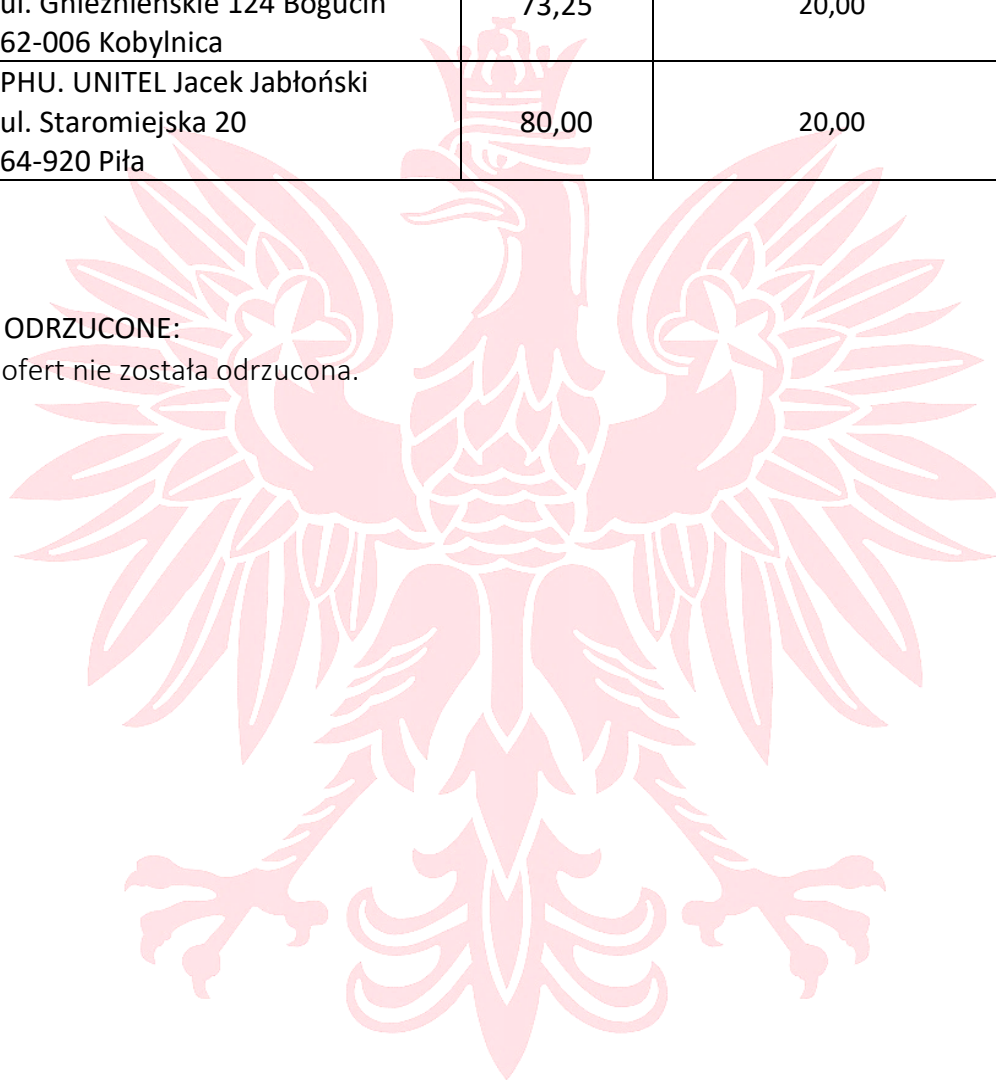 ul. Gnieźnieńskie 124 Bogucin 73,25 20,00
62-006 Kobylnica
PHU. UNITEL Jacek Jabłoński
ul. Staromiejska 20 80,00 20,00
64-920 Piła
ODRZUCONE:
ofert nie została odrzucona.